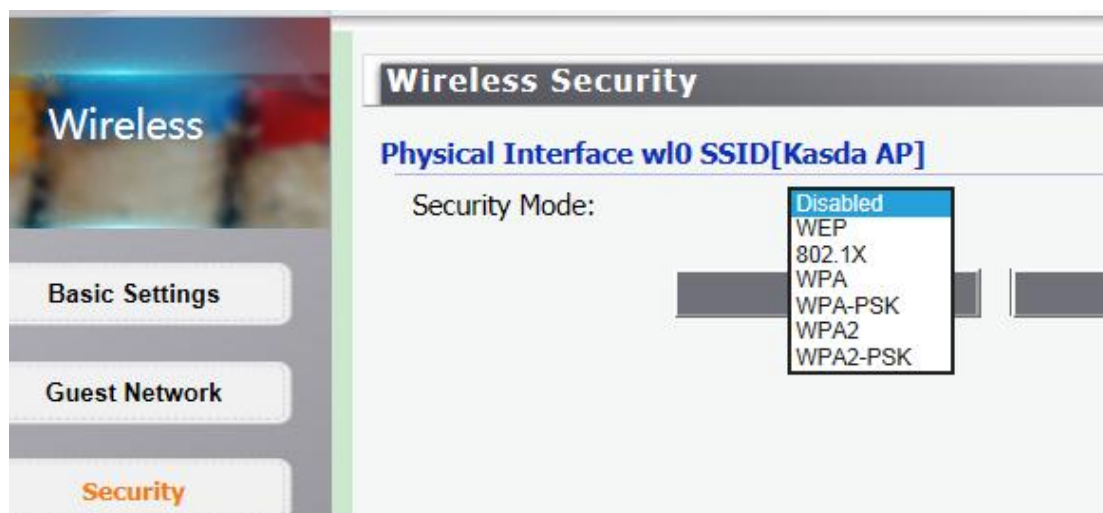 Wireless
Wireless Security
Physical Interface wl0 SSID[Kasda AP]
Security Mode:
Disabled
WEP
802.1X
WPA
WPA-PSK
WPA2
WPA2-PSK
Basic Settings
Guest Network
Security